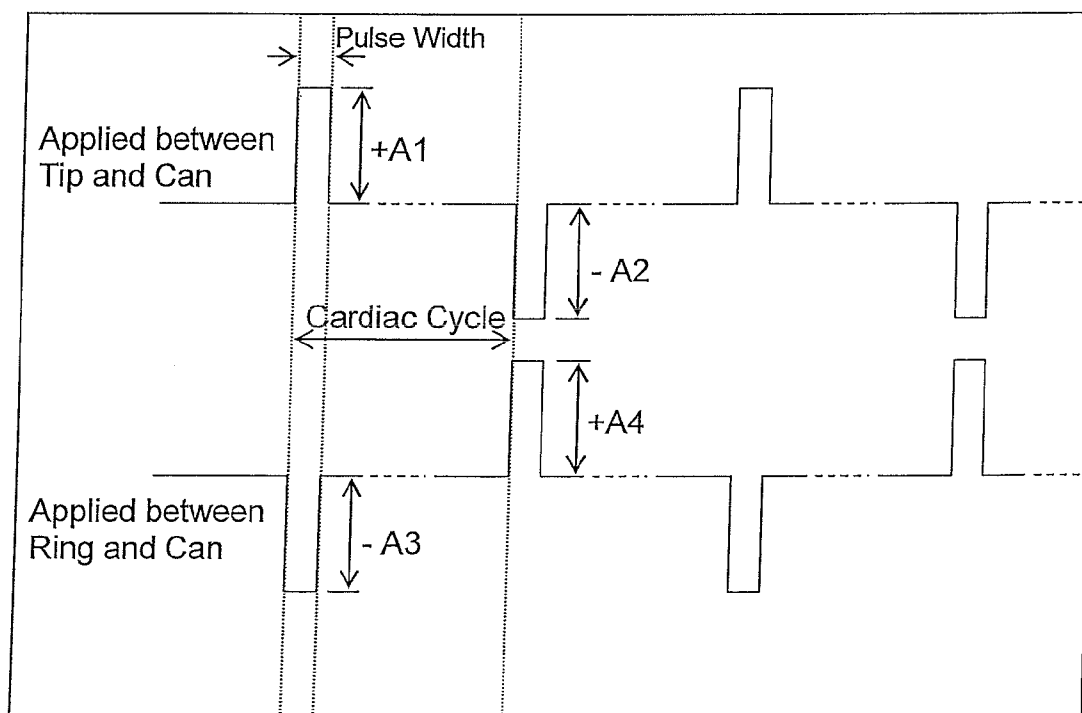 Pulse Width
Applied between
Tip and Can
+A1
- A2
Cardiac Cycle
+A4
Applied between
Ring and Can
- A3